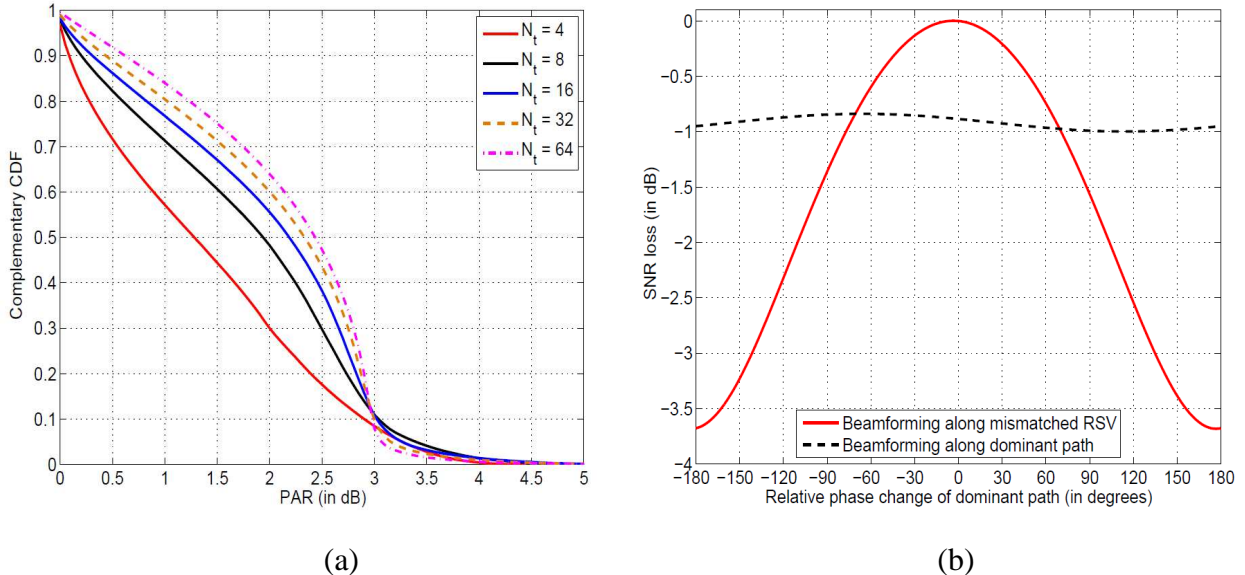 1
0.9
0.8
0.7
0.6
0.5
0.4
0.3
0.2
0.1
0
Complementary CDF
N_t = 4
N_t = 8
N_t = 16
N_t = 32
N_t = 64
0 0.5 1 1.5 2 2.5 3 3.5 4 4.5 5
PAR (in dB)
(a)
0
−0.5
−1
−1.5
−2
−2.5
−3
−3.5
−4
SNR loss (in dB)
Beamforming along mismatched RSV
Beamforming along dominant path
−180 −150 −120 −90 −60 −30 0 30 60 90 120 150 180
Relative phase change of dominant path (in degrees)
(b)